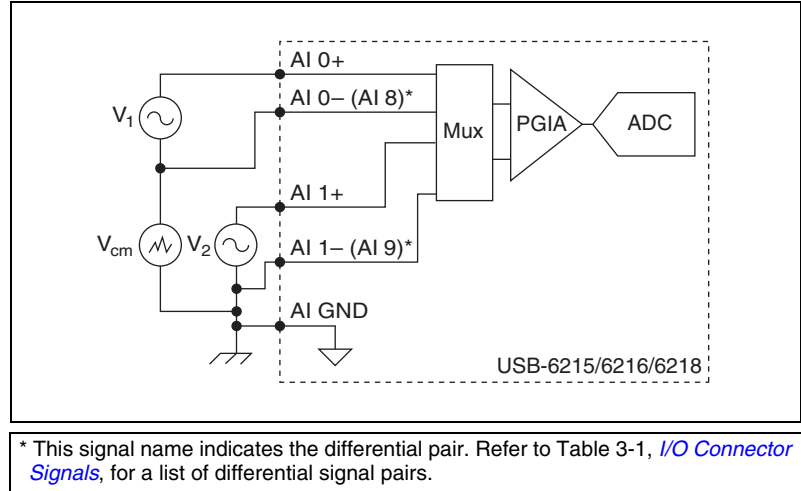 AI 0+
AI 0– (AI 8)*
V1
Mux
PGIA
ADC
AI 1+
Vcm
V2
AI 1– (AI 9)*
AI GND
USB-6215/6216/6218
* This signal name indicates the differential pair. Refer to Table 3-1, I/O Connector
Signals, for a list of differential signal pairs.